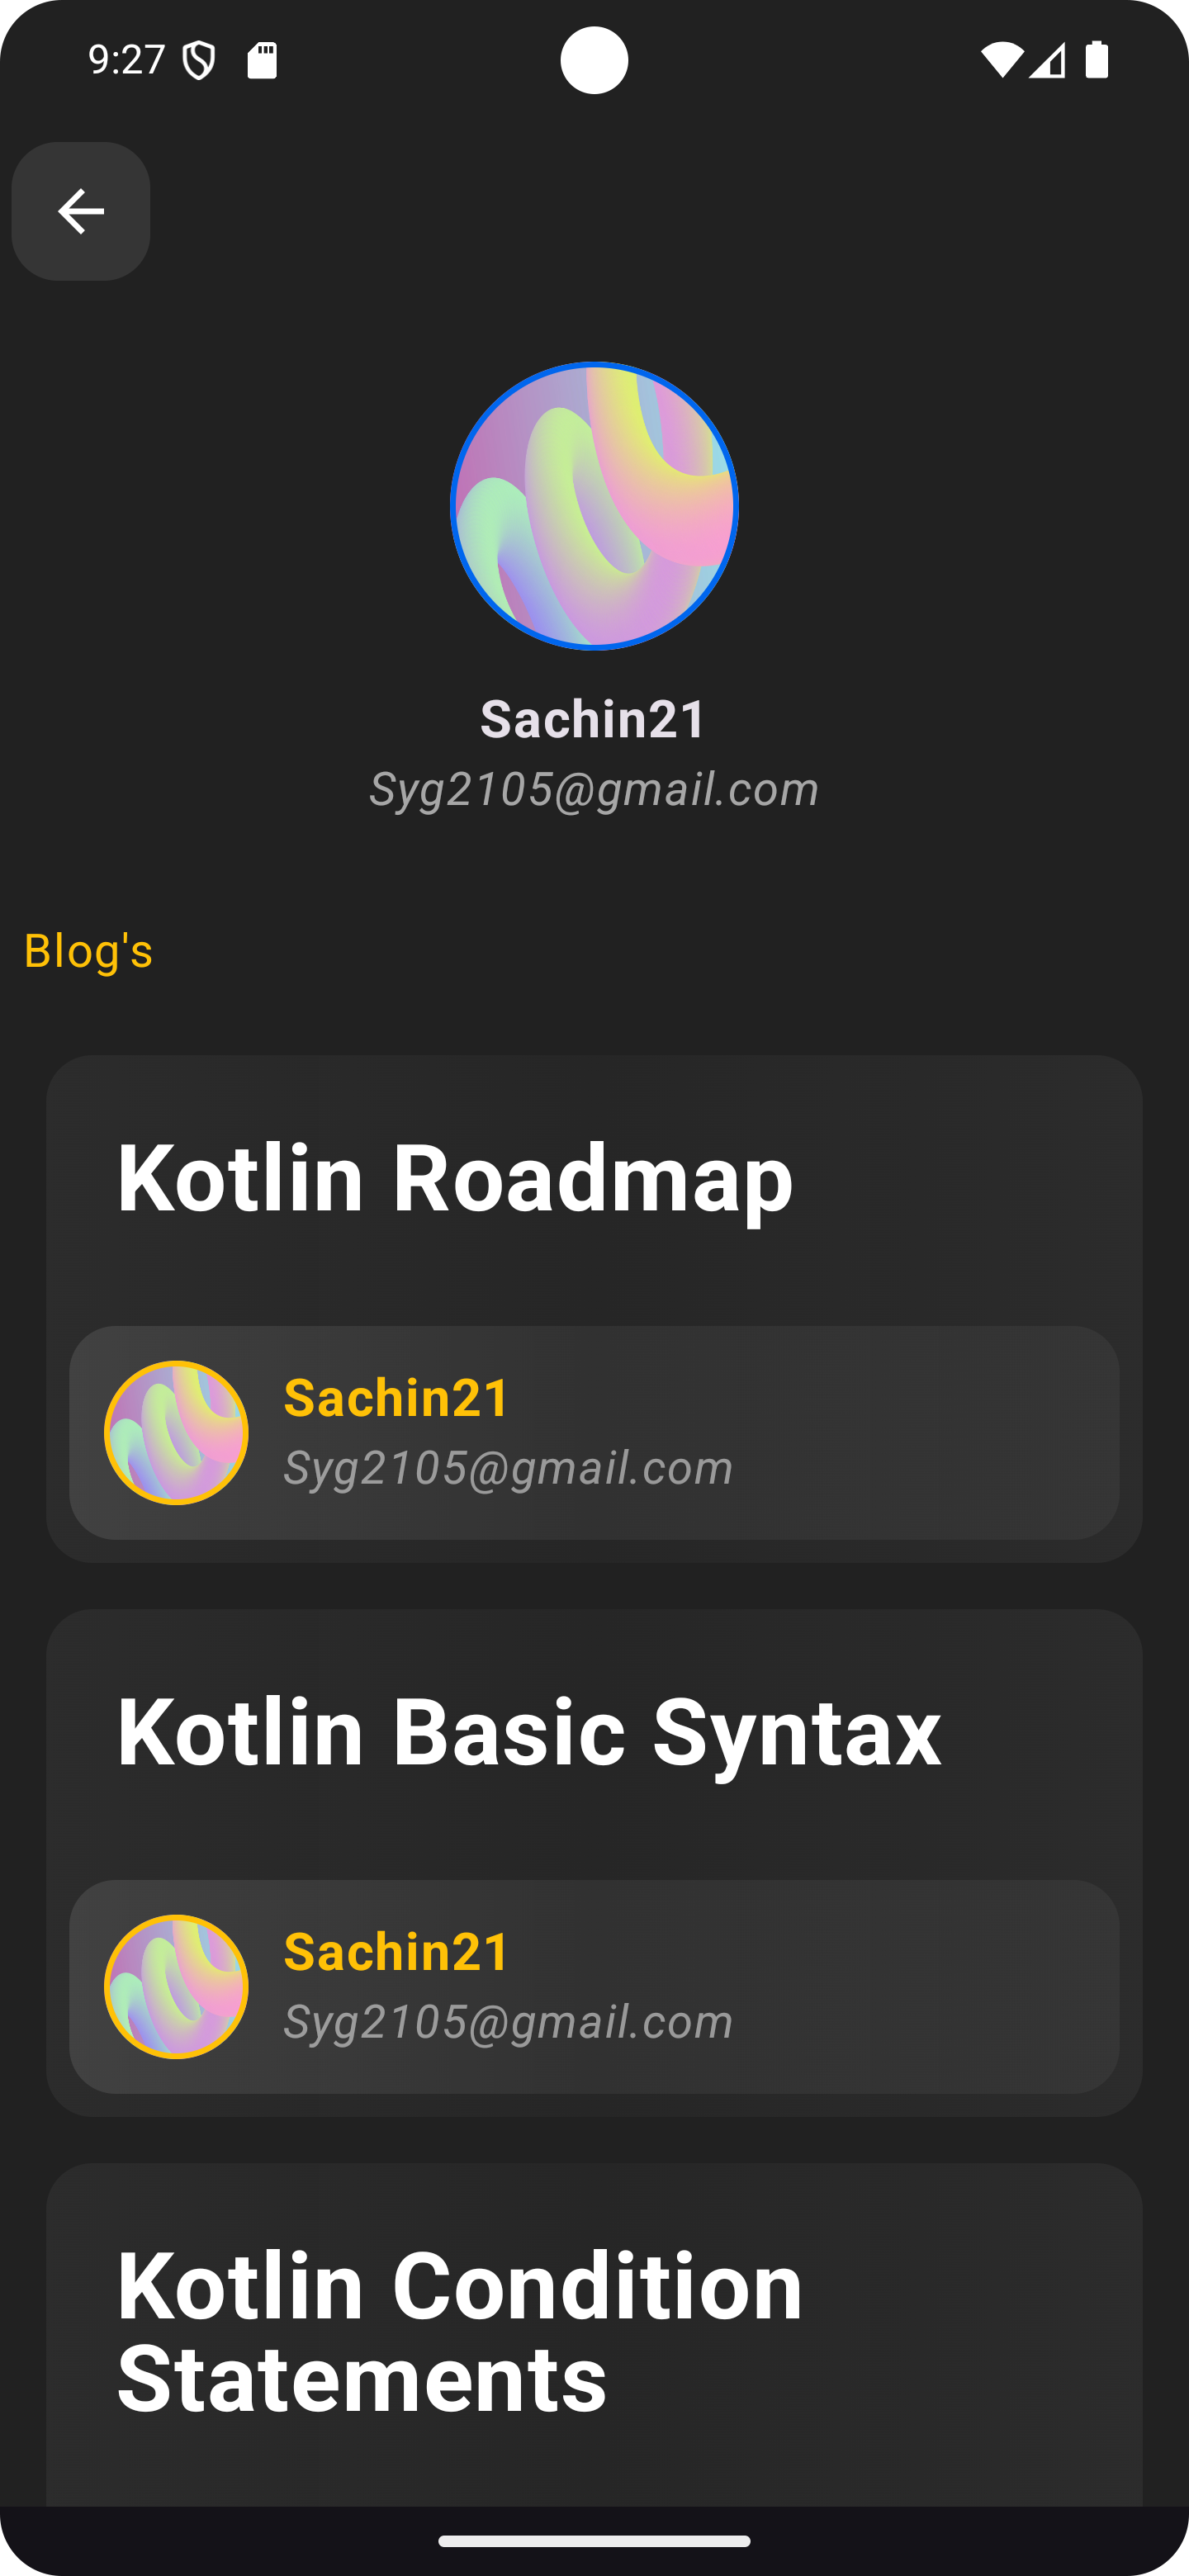 9:27
Sachin21
Syg2105@gmail.com
Blog's
Kotlin Roadmap
Sachin21
Syg2105@gmail.com
Kotlin Basic Syntax
Sachin21
Syg2105@gmail.com
Kotlin Condition
Statements